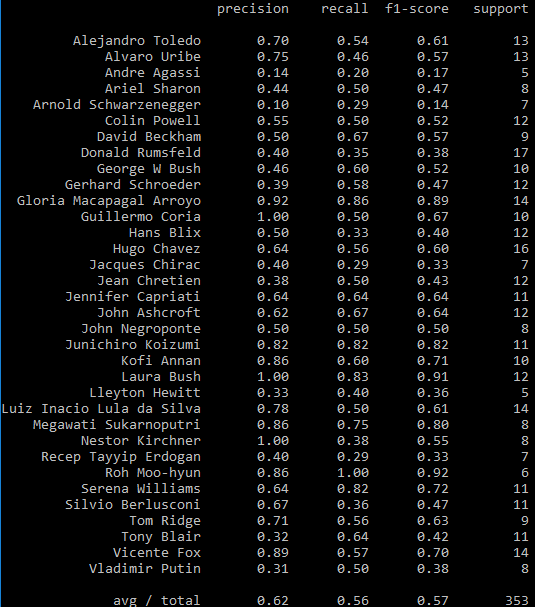 precision recall f1-score support
Alejandro Toledo 0.70 0.54 0.61 13
Alvaro Uribe 0.75 0.46 0.57 13
Andre Agassi 0.14 0.20 0.17 5
Ariel Sharon 0.44 0.50 0.47 8
Arnold Schwarzenegger 0.10 0.29 0.14 7
Colin Powell 0.55 0.50 0.52 12
David Beckham 0.50 0.67 0.57 9
Donald Rumsfeld 0.40 0.35 0.38 17
George W Bush 0.46 0.60 0.52 10
Gerhard Schroeder 0.39 0.58 0.47 12
Gloria Macapagal Arroyo 0.92 0.86 0.89 14
Guillermo Coria 1.00 0.50 0.67 10
Hans Blix 0.50 0.33 0.40 12
Hugo Chavez 0.64 0.56 0.60 16
Jacques Chirac 0.40 0.29 0.33 7
Jean Chretien 0.38 0.50 0.43 12
Jennifer Capriati 0.64 0.64 0.64 11
John Ashcroft 0.62 0.67 0.64 12
John Negroponte 0.50 0.50 0.50 8
Junichiro Koizumi 0.82 0.82 0.82 11
Kofi Annan 0.86 0.60 0.71 10
Laura Bush 1.00 0.83 0.91 12
Lleyton Hewitt 0.33 0.40 0.36 5
Luiz Inacio Lula da Silva 0.78 0.50 0.61 14
Megawati Sukarnoputri 0.86 0.75 0.80 8
Nestor Kirchner 1.00 0.38 0.55 8
Recep Tayyip Erdogan 0.40 0.29 0.33 7
Roh Moo-hyun 0.86 1.00 0.92 6
Serena Williams 0.64 0.82 0.72 11
Silvio Berlusconi 0.67 0.36 0.47 11
Tom Ridge 0.71 0.56 0.63 9
Tony Blair 0.32 0.64 0.42 11
Vicente Fox 0.89 0.57 0.70 14
Vladimir Putin 0.31 0.50 0.38 8
avg / total 0.62 0.56 0.57 353